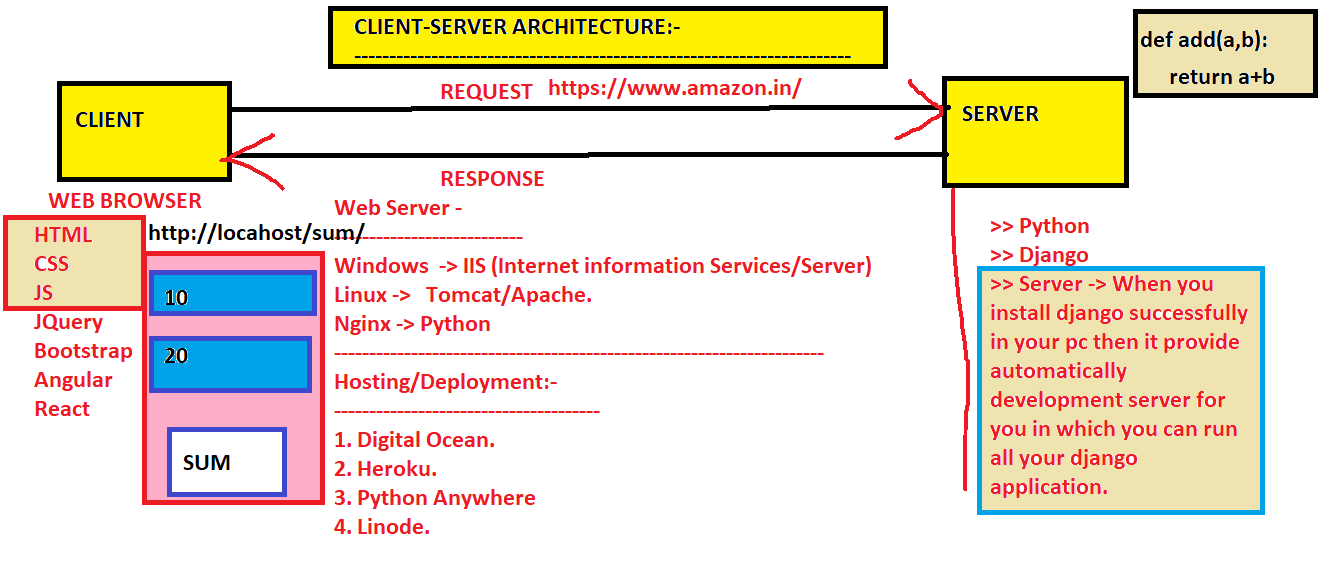 CLIENT-SERVER ARCHITECTURE:-
-----------------------------------------------------------------------
def add(a,b):
return a+b
REQUEST https://www.amazon.in/
CLIENT
SERVER
RESPONSE
WEB BROWSER
HTML
CSS
JS
JQuery
Bootstrap
Angular
React
http://locahost/sum/
10
20
SUM
Web Server -
---------------------------
Windows -> IIS (Internet information Services/Server)
Linux -> Tomcat/Apache.
Nginx -> Python
----------------------------------------------------------------------
Hosting/Deployment:-
--------------------------------------
1. Digital Ocean.
2. Heroku.
3. Python Anywhere
4. Linode.
>> Python
>> Django
>> Server -> When you
install django successfully
in your pc then it provide
automatically
development server for
you in which you can run
all your django
application.